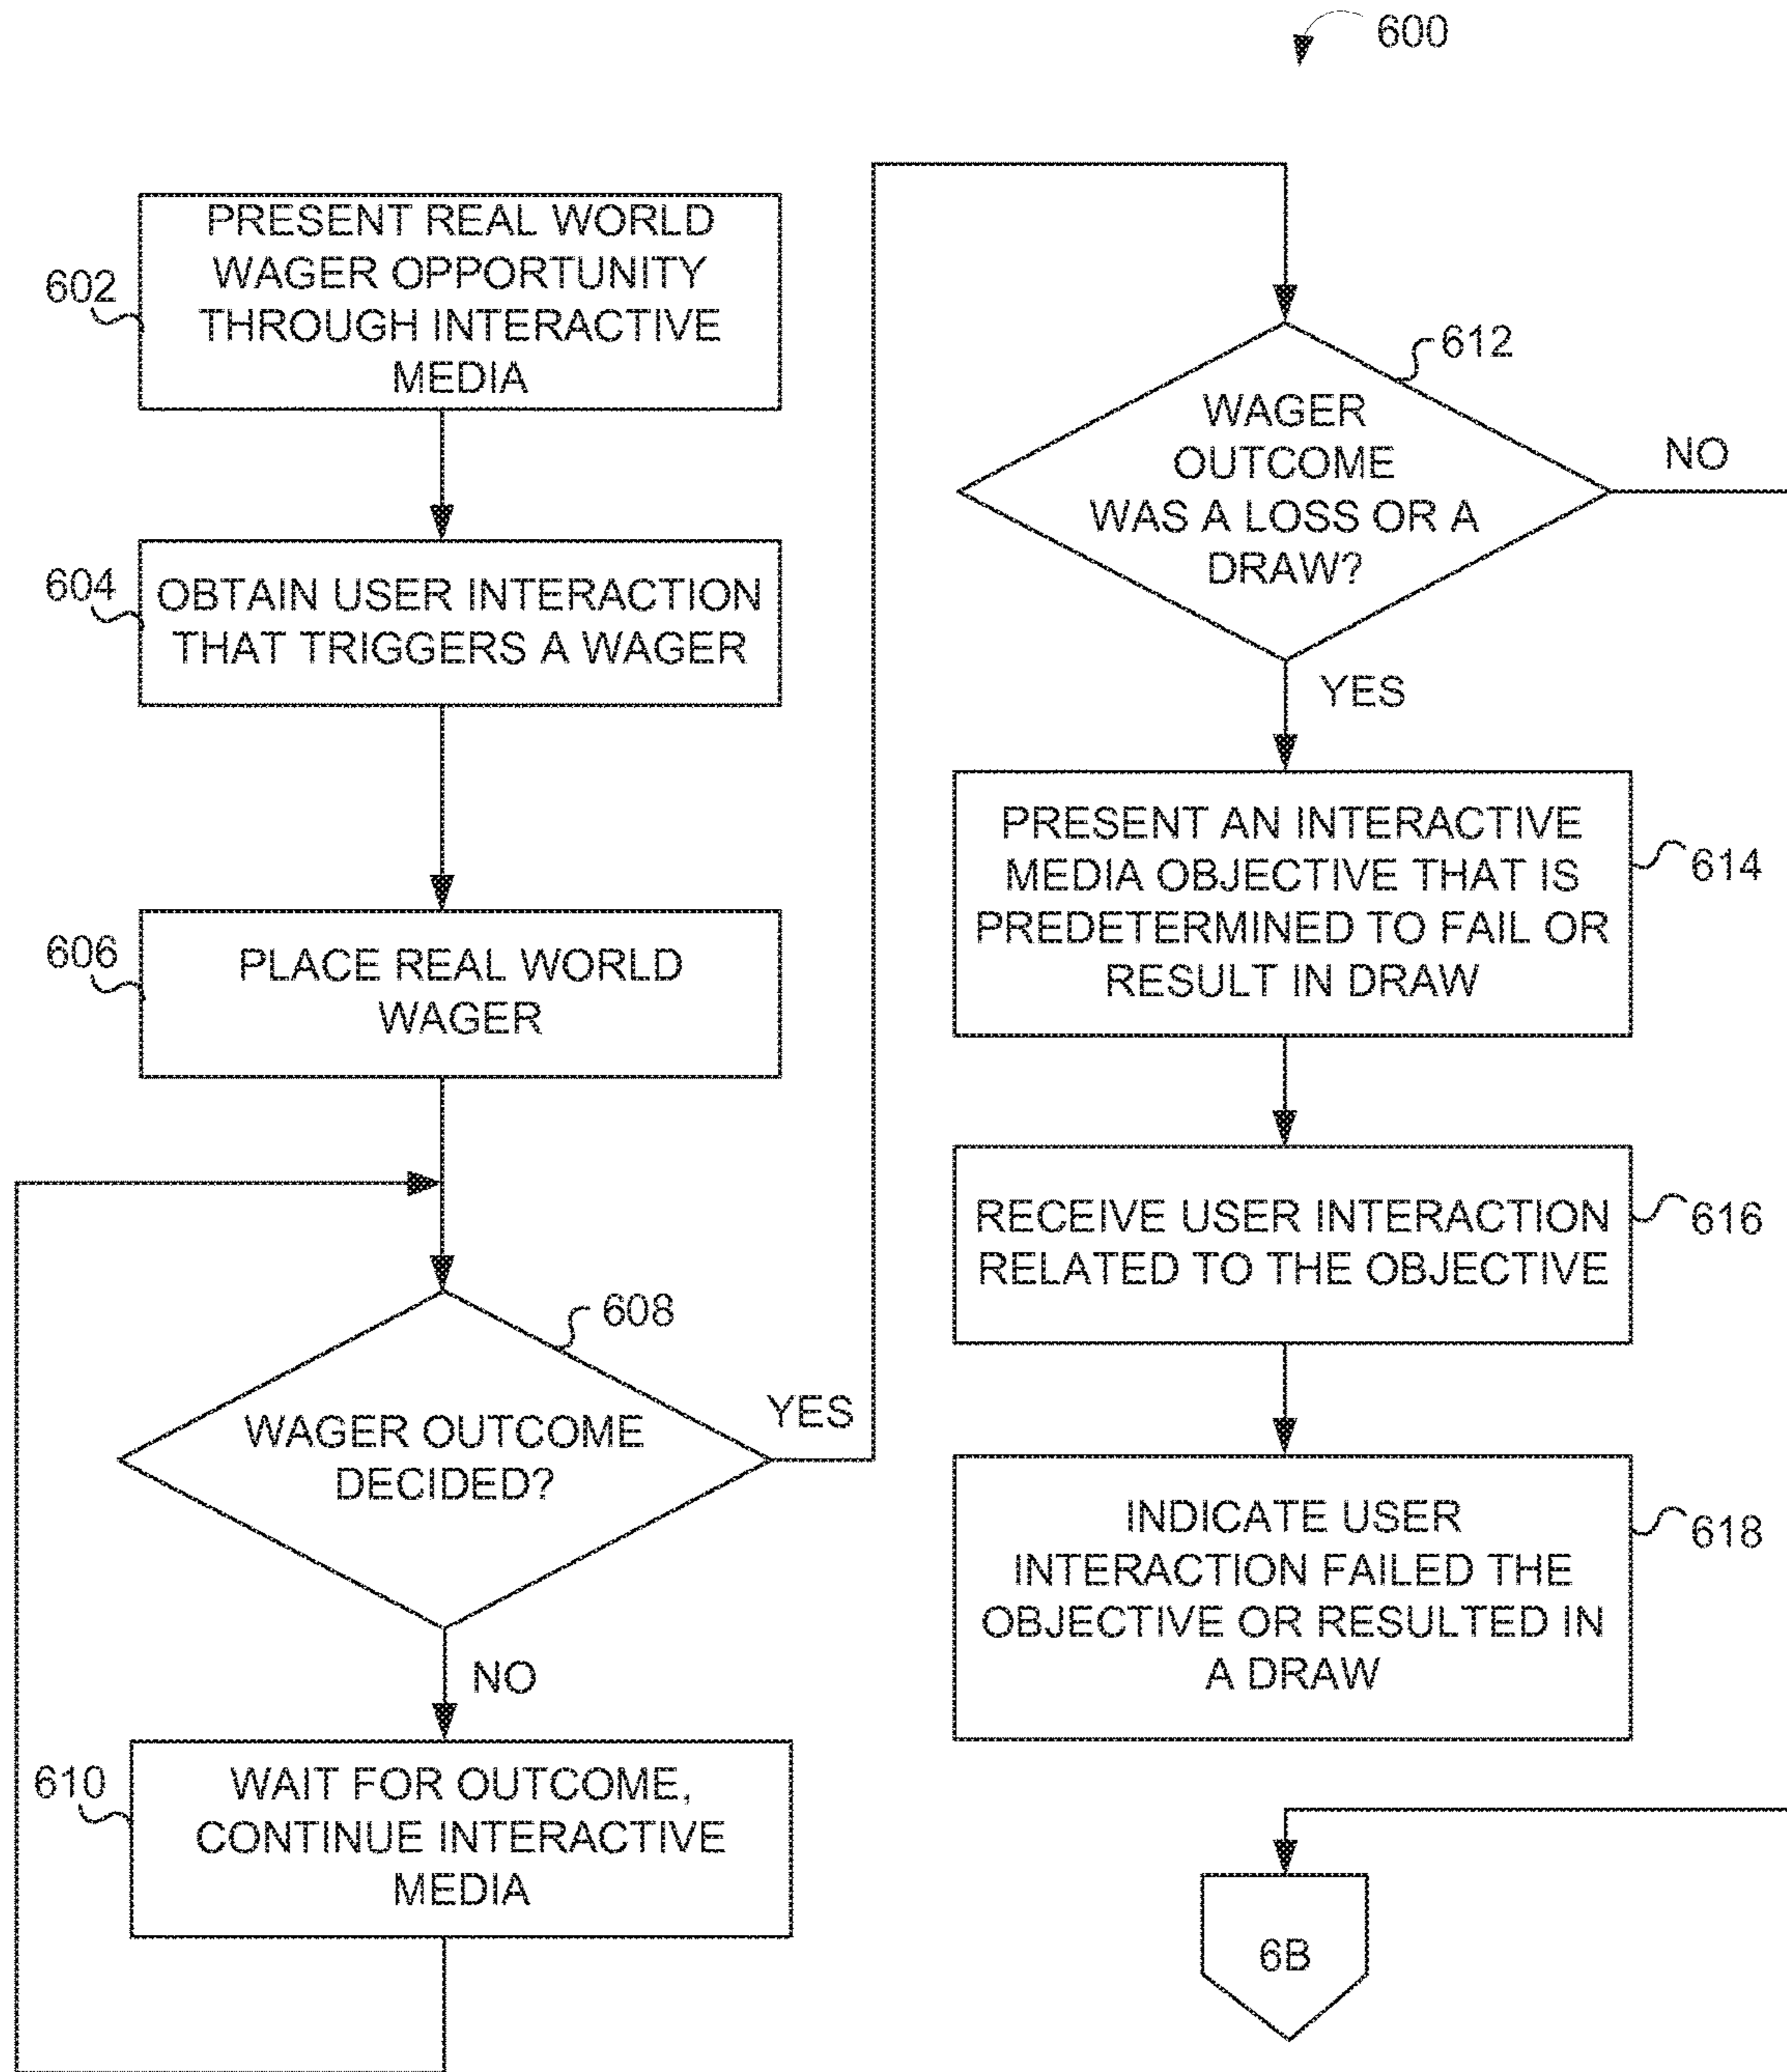 600
602
PRESENT REAL WORLD
WAGER OPPORTUNITY
THROUGH INTERACTIVE
MEDIA
604
OBTAIN USER INTERACTION
THAT TRIGGERS A WAGER
606
PLACE REAL WORLD
WAGER
608
WAGER OUTCOME
DECIDED?
YES
NO
610
WAIT FOR OUTCOME,
CONTINUE INTERACTIVE
MEDIA
612
WAGER
OUTCOME
WAS A LOSS OR A
DRAW?
NO
YES
PRESENT AN INTERACTIVE
MEDIA OBJECTIVE THAT IS
PREDETERMINED TO FAIL OR
RESULT IN DRAW
614
RECEIVE USER INTERACTION
RELATED TO THE OBJECTIVE
616
INDICATE USER
INTERACTION FAILED THE
OBJECTIVE OR RESULTED IN
A DRAW
618
6B